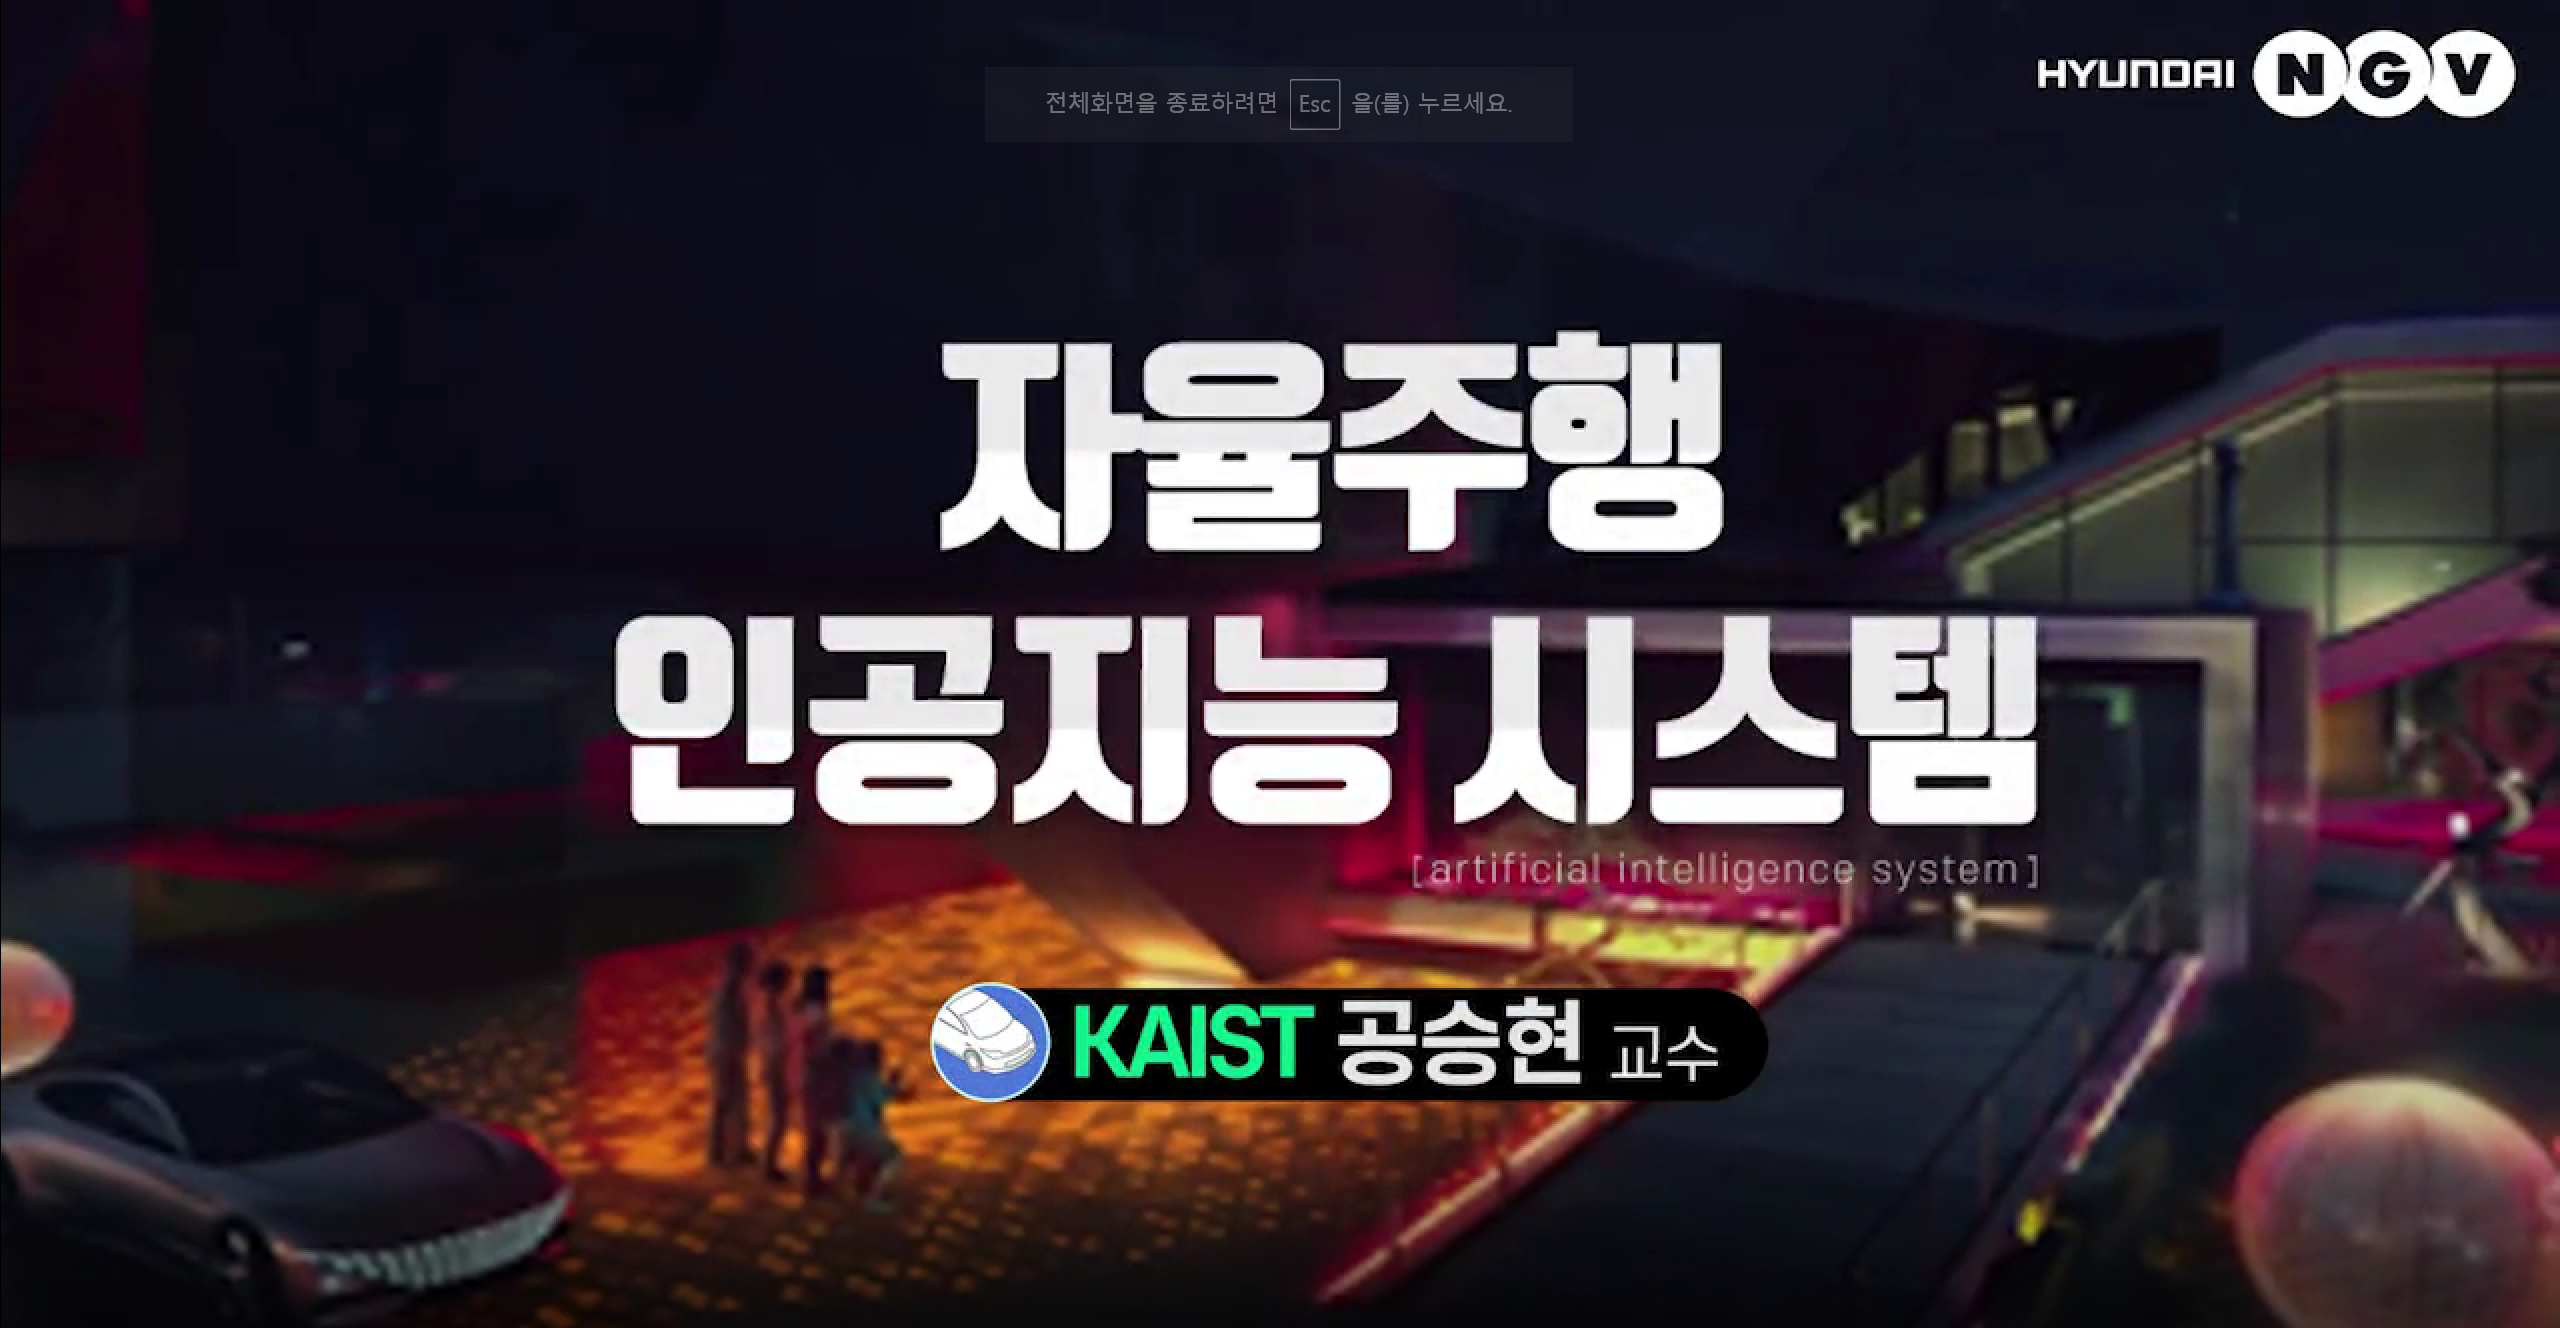 HYUNDAI NGV
전체화면을 종료하려면 Esc 을(를) 누르세요.
자율주행
인공지능 시스템
[artificial intelligence system]
KAIST 공승현 교수